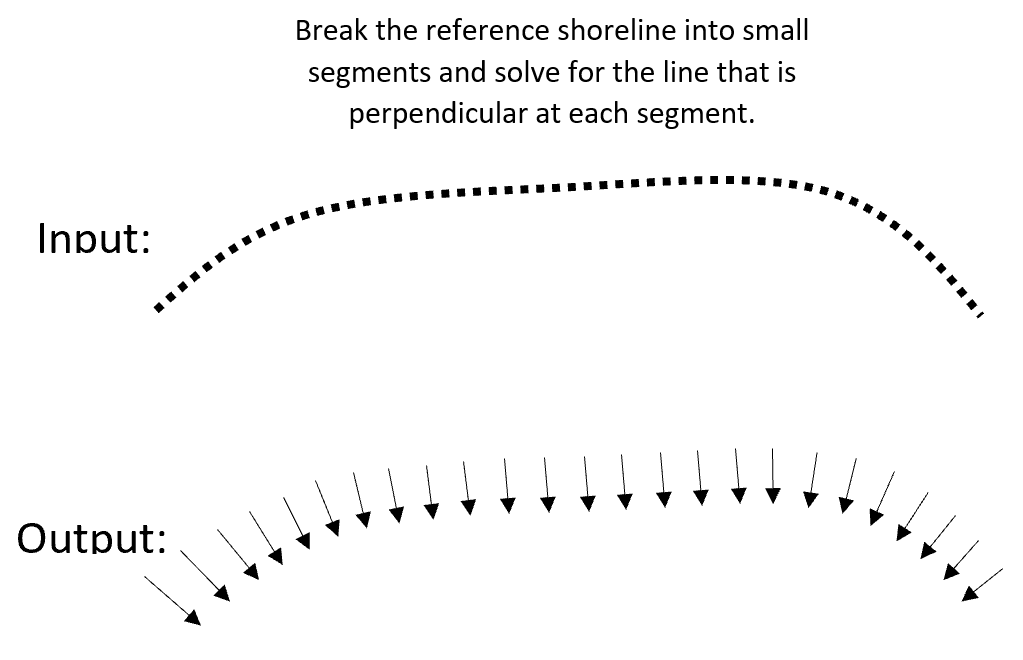 Break the reference shoreline into small
segments and solve for the line that is
perpendicular at each segment.
Input:
Output: